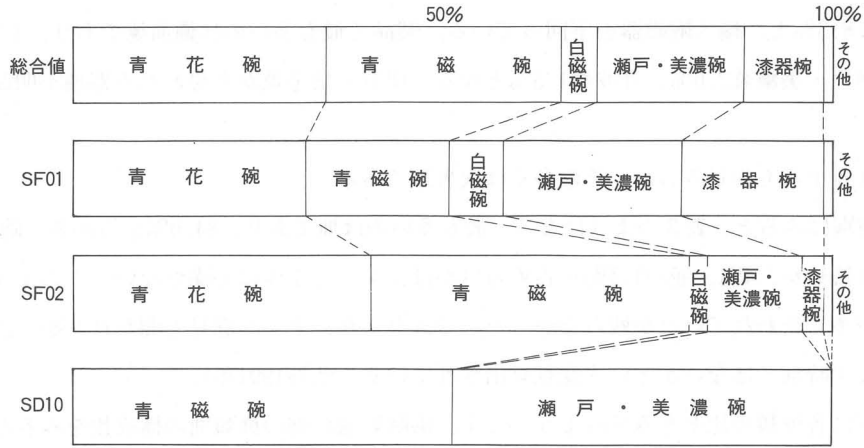 50% 100%
総合値 青花碗 青磁碗 白磁碗 瀬戸・美濃碗 漆器椀 その他
SF01 青花碗 青磁碗 白磁碗 瀬戸・美濃碗 漆器椀 その他
SF02 青花碗 青磁碗 白磁碗 瀬戸・美濃碗 漆器椀 その他
SD10 青磁碗 瀬戸・美濃碗